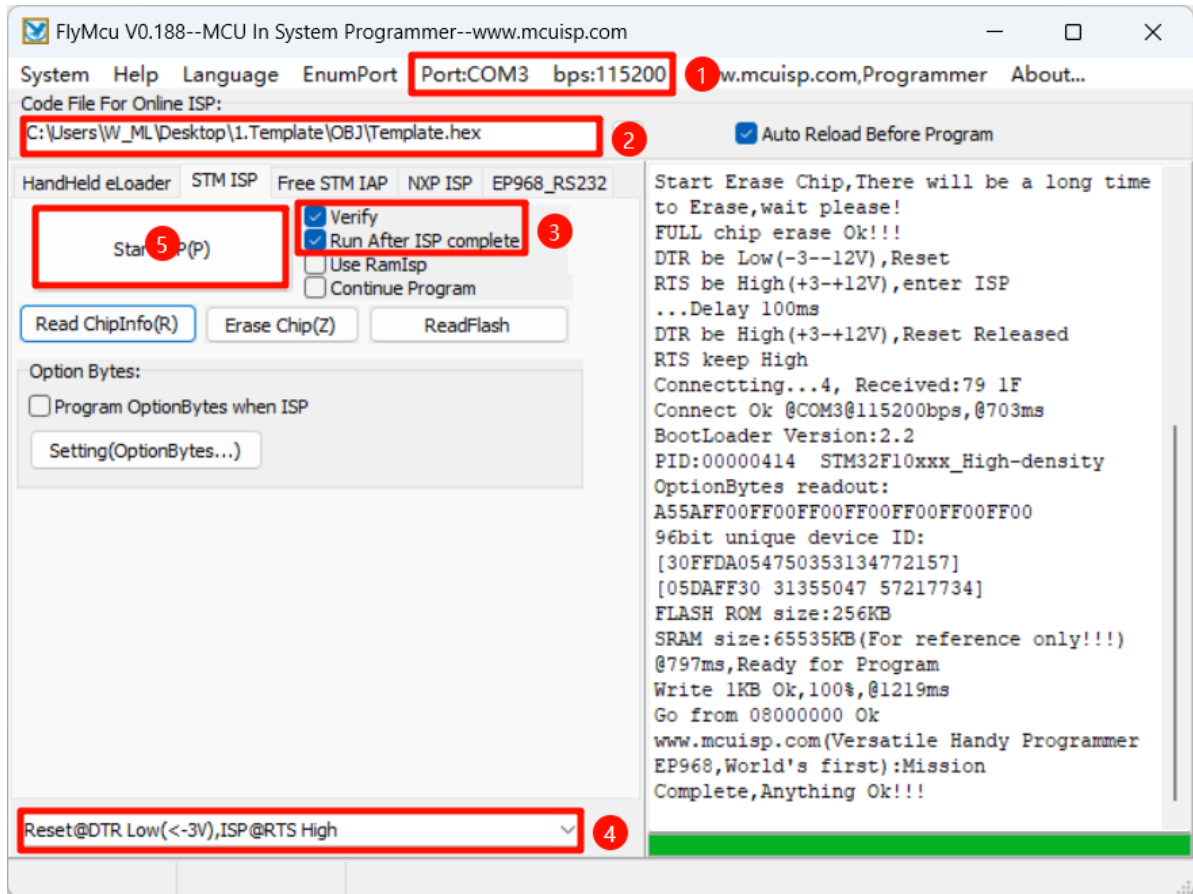 FlyMcu V0.188--MCU In System Programmer--www.mcuisp.com
System Help Language EnumPort Port:COM3 bps:115200 1 w.mcuisp.com,Programmer About...
Code File For Online ISP:
C:\Users\W_ML\Desktop\1.Template\OBJ\Template.hex 2 Auto Reload Before Program
HandHeld eLoader STM ISP Free STM IAP NXP ISP EP968_RS232
Verify
Run After ISP complete 3
Star 5 P(P)
Use RamIsp
Continue Program
Read ChipInfo(R) Erase Chip(Z) ReadFlash
Option Bytes:
Program OptionBytes when ISP
Setting(OptionBytes...)
Reset@DTR Low(<-3V),ISP@RTS High 4
Start Erase Chip,There will be a long time
to Erase,wait please!
FULL chip erase Ok!!!
DTR be Low(-3--12V),Reset
RTS be High(+3-+12V),enter ISP
...Delay 100ms
DTR be High(+3-+12V),Reset Released
RTS keep High
Connectting...4, Received:79 1F
Connect Ok @COM3@115200bps,@703ms
BootLoader Version:2.2
PID:00000414 STM32F10xxx_High-density
OptionBytes readout:
A55AFF00FF00FF00FF00FF00FF00FF00
96bit unique device ID:
[30FFDA054750353134772157]
[05DAFF30 31355047 57217734]
FLASH ROM size:256KB
SRAM size:65535KB(For reference only!!!)
@797ms,Ready for Program
Write 1KB Ok,100%,@1219ms
Go from 08000000 Ok
www.mcuisp.com(Versatile Handy Programmer
EP968,World's first):Mission
Complete,Anything Ok!!!